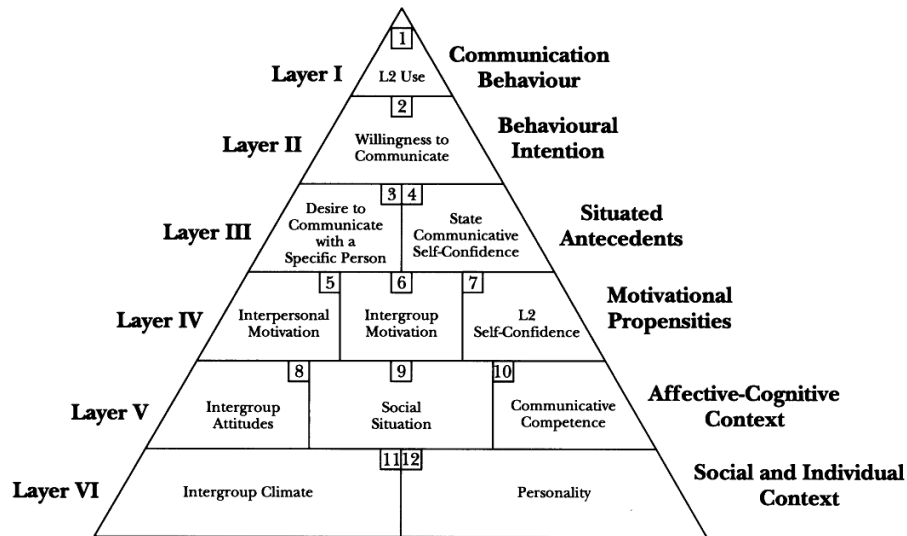 1
Layer I
L2 Use
Communication
Behaviour
2
Layer II
Willingness to
Communicate
Behavioural
Intention
3 4
Layer III
Desire to
Communicate
with a
Specific Person
State
Communicative
Self-Confidence
Situated
Antecedents
5 6 7
Layer IV
Interpersonal
Motivation
Intergroup
Motivation
L2
Self-Confidence
Motivational
Propensities
8 9 10
Layer V
Intergroup
Attitudes
Social
Situation
Communicative
Competence
Affective-Cognitive
Context
11 12
Layer VI
Intergroup Climate
Personality
Social and Individual
Context